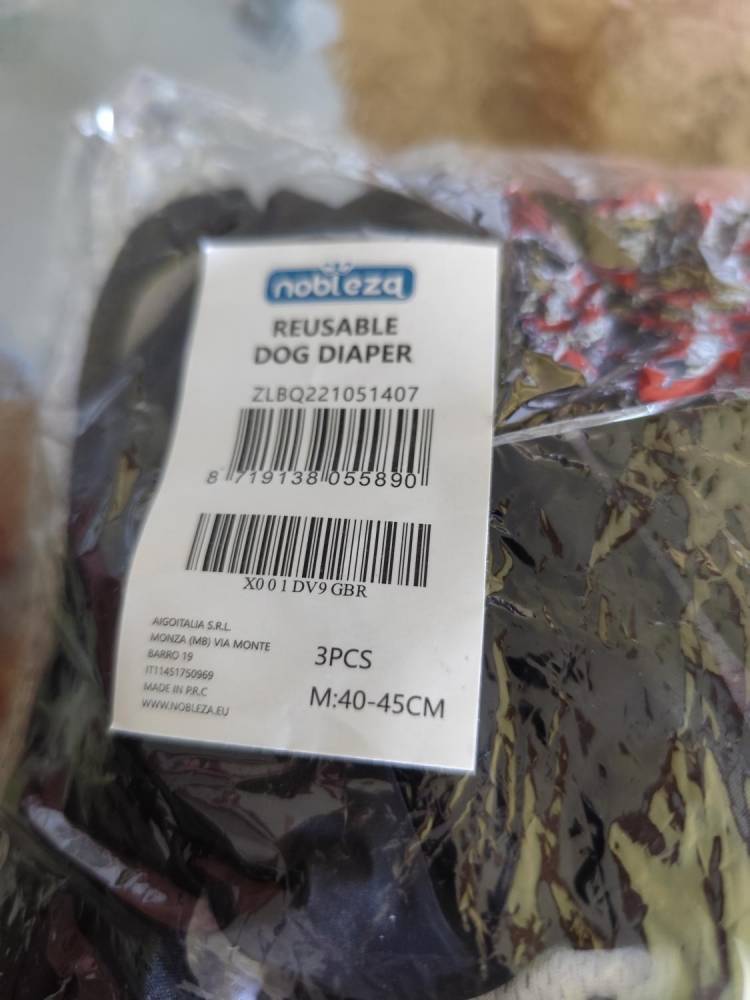 nobleza
REUSABLE
DOG DIAPER
ZLBQ221051407
8 719138 055890
X001DV9GBR
AIGOITALIA S.R.L.
MONZA (MB) VIA MONTE
BARRO 19
IT11451750969
MADE IN P.R.C
WWW.NOBLEZA.EU
3PCS
M:40-45CM